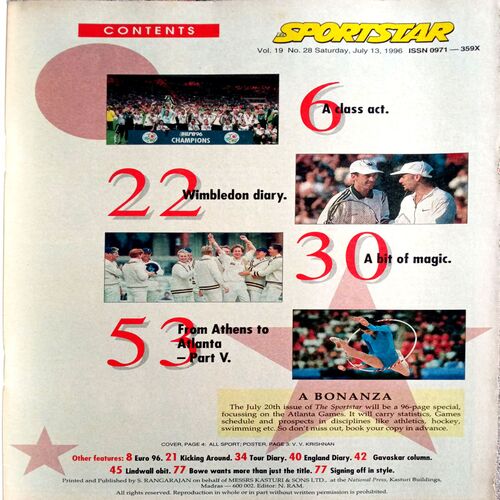 CONTENTS
THE SPORTSTAR
Vol. 19 No. 28 Saturday, July 13, 1996 ISSN 0971 — 359X
6
A class act.
EURO'96
CHAMPIONS
22
Wimbledon diary.
30
A bit of magic.
53
From Athens to
Atlanta
— Part V.
A BONANZA
The July 20th issue of The Sportstar will be a 96-page special,
focussing on the Atlanta Games. It will carry statistics, Games
schedule and prospects in disciplines like athletics, hockey,
swimming etc. So don't miss out, book your copy in advance.
COVER, PAGE 4: ALL SPORT; POSTER, PAGE 3: V. V. KRISHNAN
Other features: 8 Euro 96. 21 Kicking Around. 34 Tour Diary. 40 England Diary. 42 Gavaskar column.
45 Lindwall obit. 77 Bowe wants more than just the title. 77 Signing off in style.
Printed and Published by S. RANGARAJAN on behalf of MESSRS KASTURI & SONS LTD., at the National Press, Kasturi Buildings,
Madras — 600 002. Editor: N. RAM.
All rights reserved. Reproduction in whole or in part without written permission is prohibited.